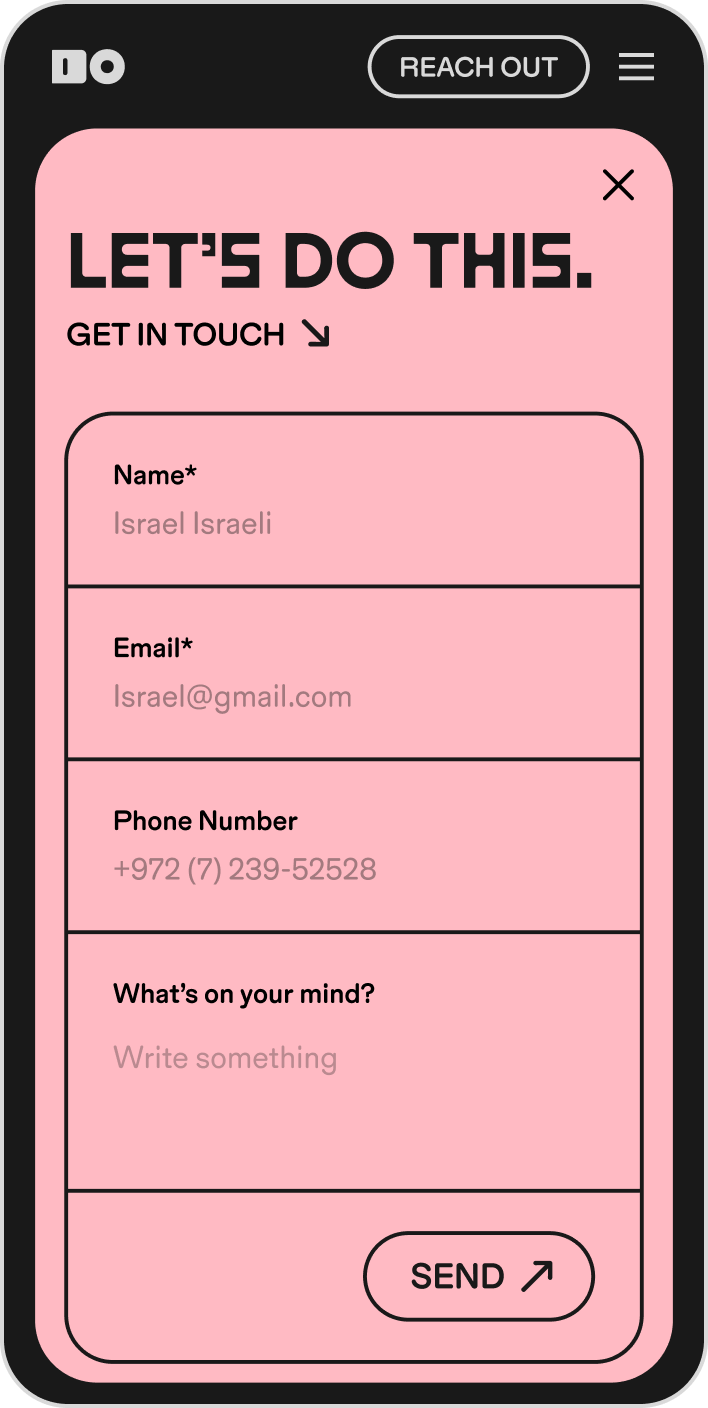 DO
REACH OUT
LET'S DO THIS.
GET IN TOUCH
Name*
Israel Israeli
Email*
Israel@gmail.com
Phone Number
+972 (7) 239-52528
What's on your mind?
Write something
SEND